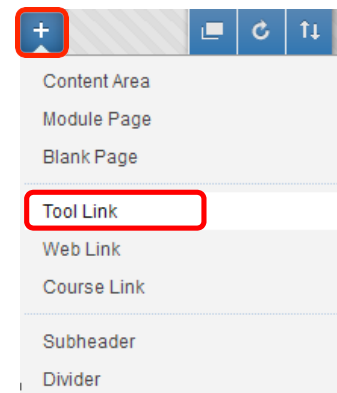 +
Content Area
Module Page
Blank Page
Tool Link
Web Link
Course Link
Subheader
Divider